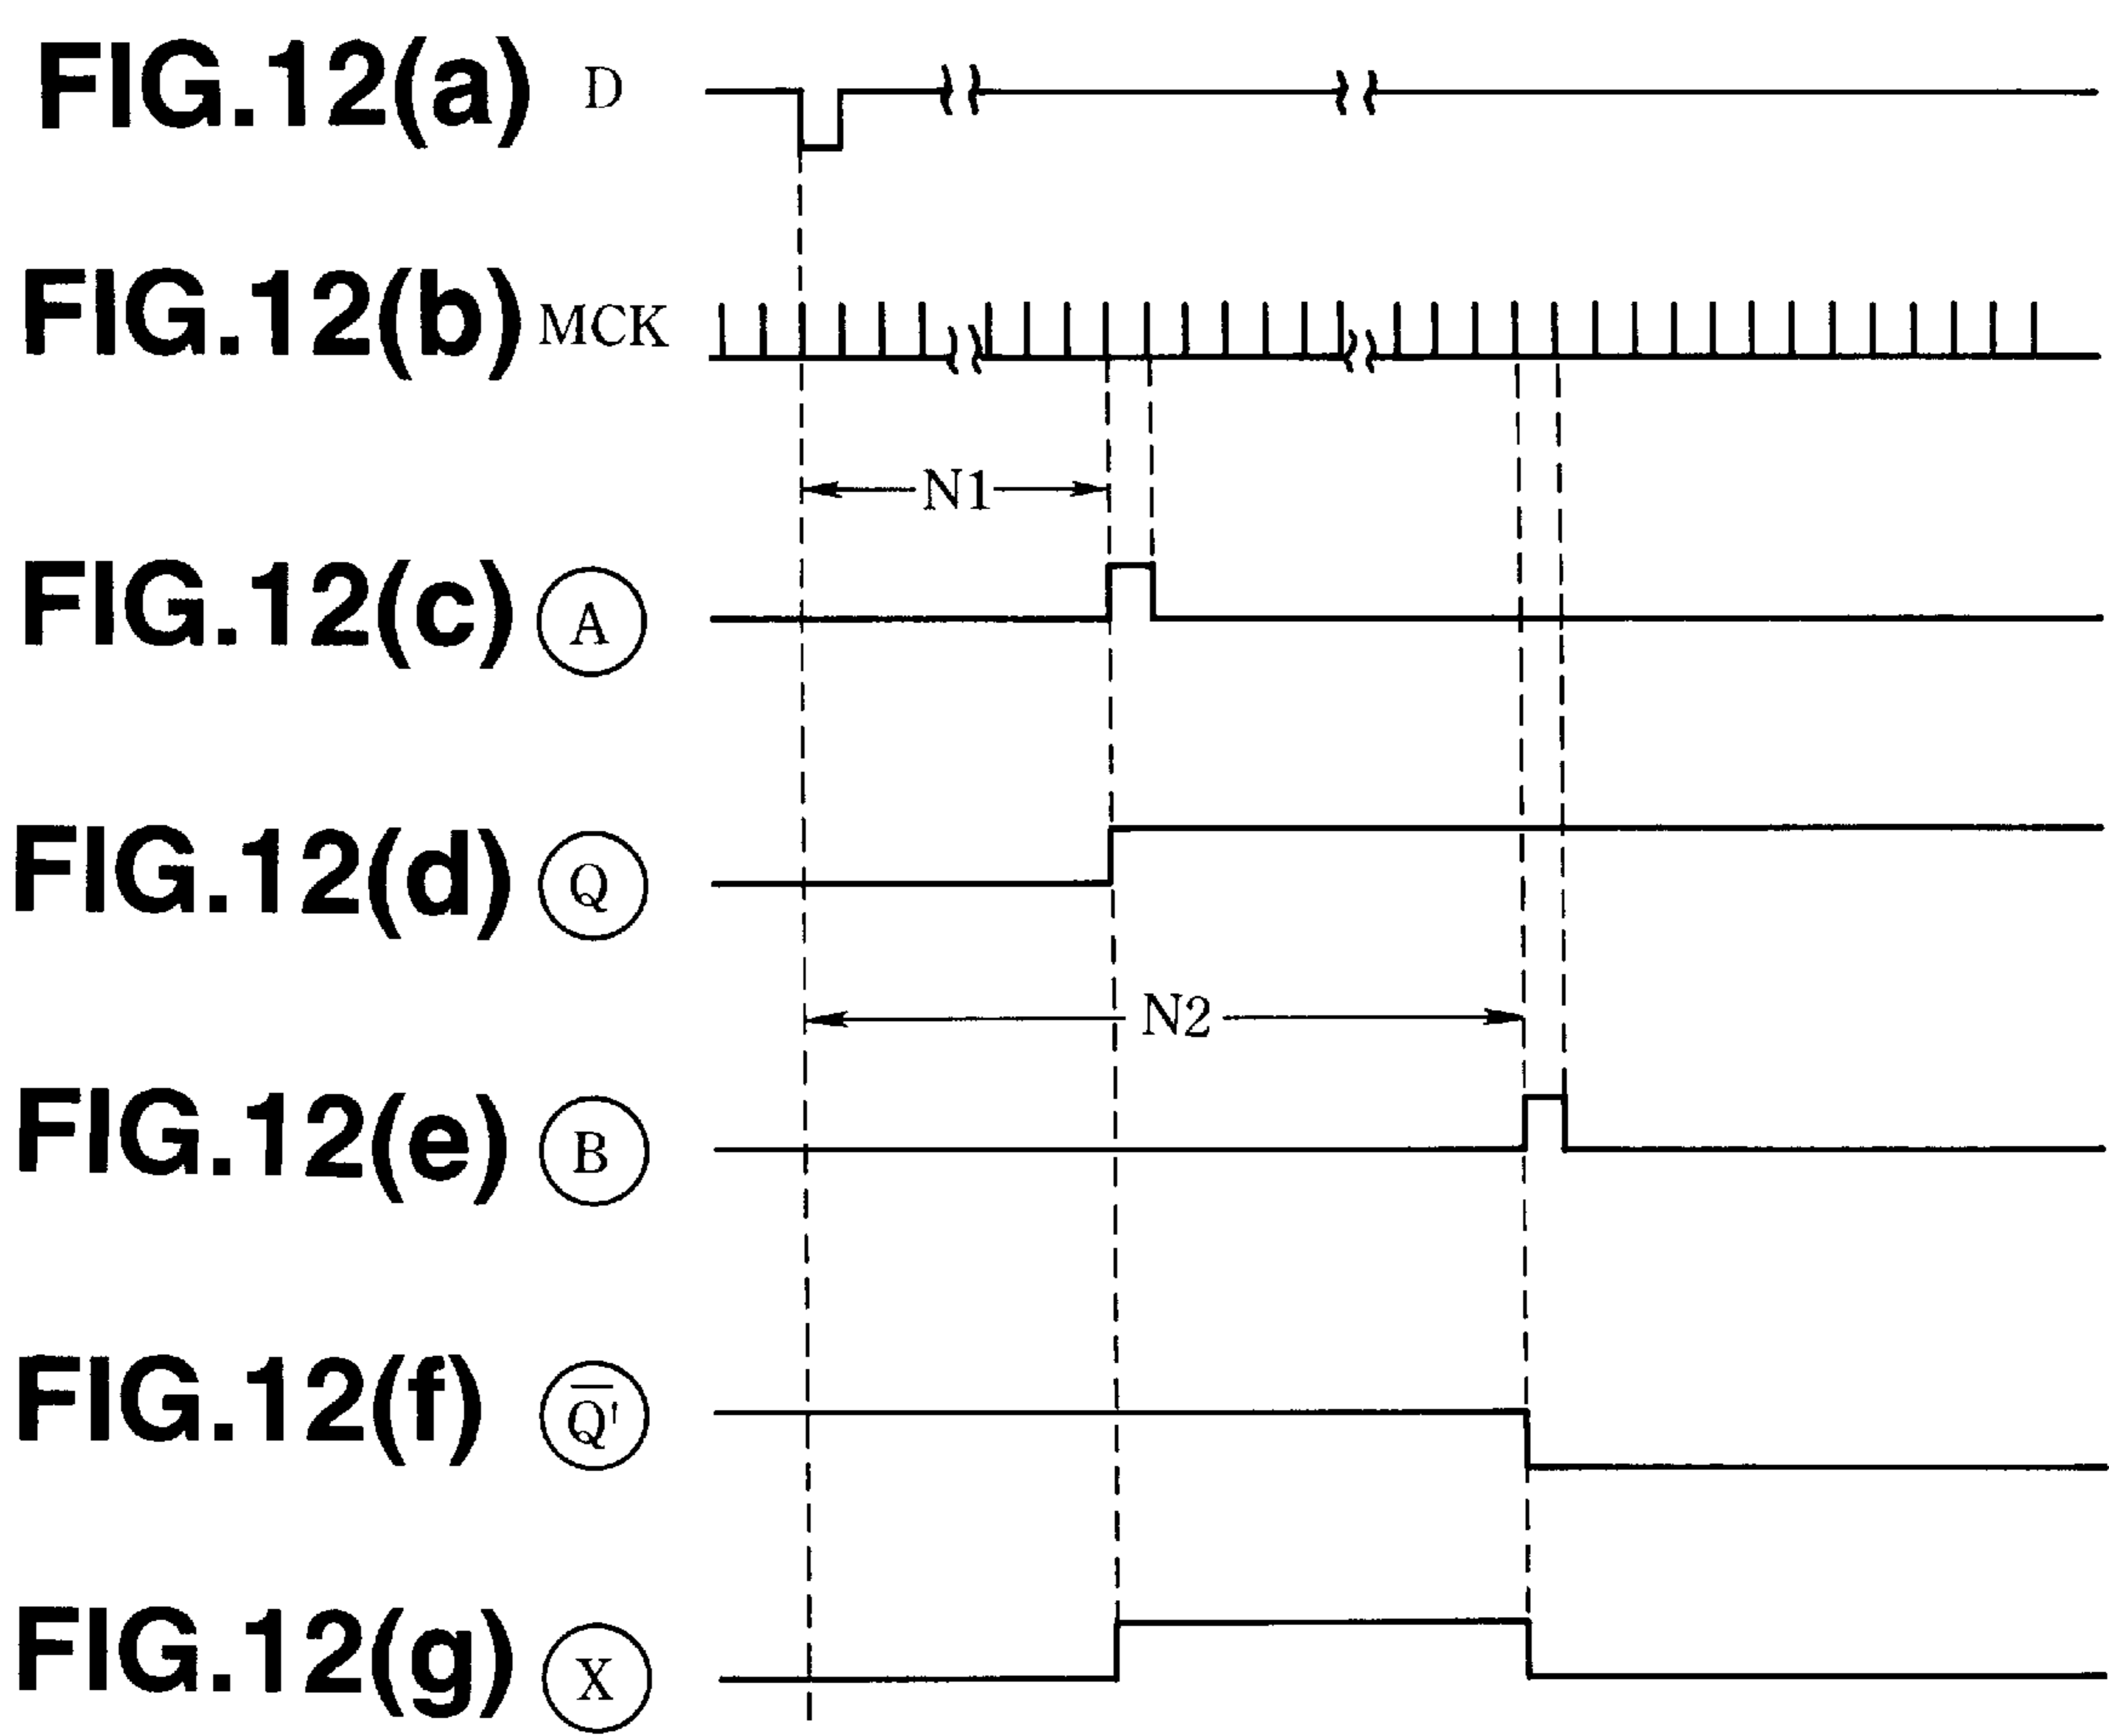 FIG.12(a) D
FIG.12(b) MCK
N1
FIG.12(c) A
FIG.12(d) Q
N2
FIG.12(e) B
FIG.12(f) Q̅'
FIG.12(g) X